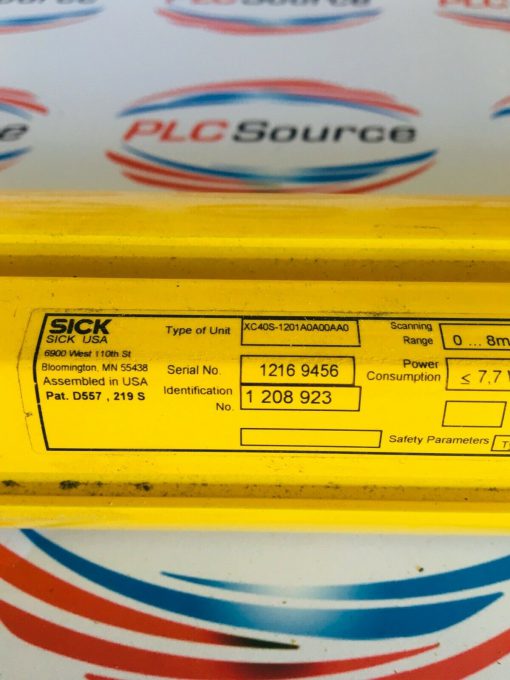 PLC Source
SICK
SICK USA
6900 West 110th St
Bloomington, MN 55438
Assembled in USA
Pat. D557 , 219 S
Type of Unit XC40S-1201A0A00AA0
Serial No. 1216 9456
Identification No. 1 208 923
Scanning Range 0 ... 8m
Power Consumption ≤ 7,7
Safety Parameters